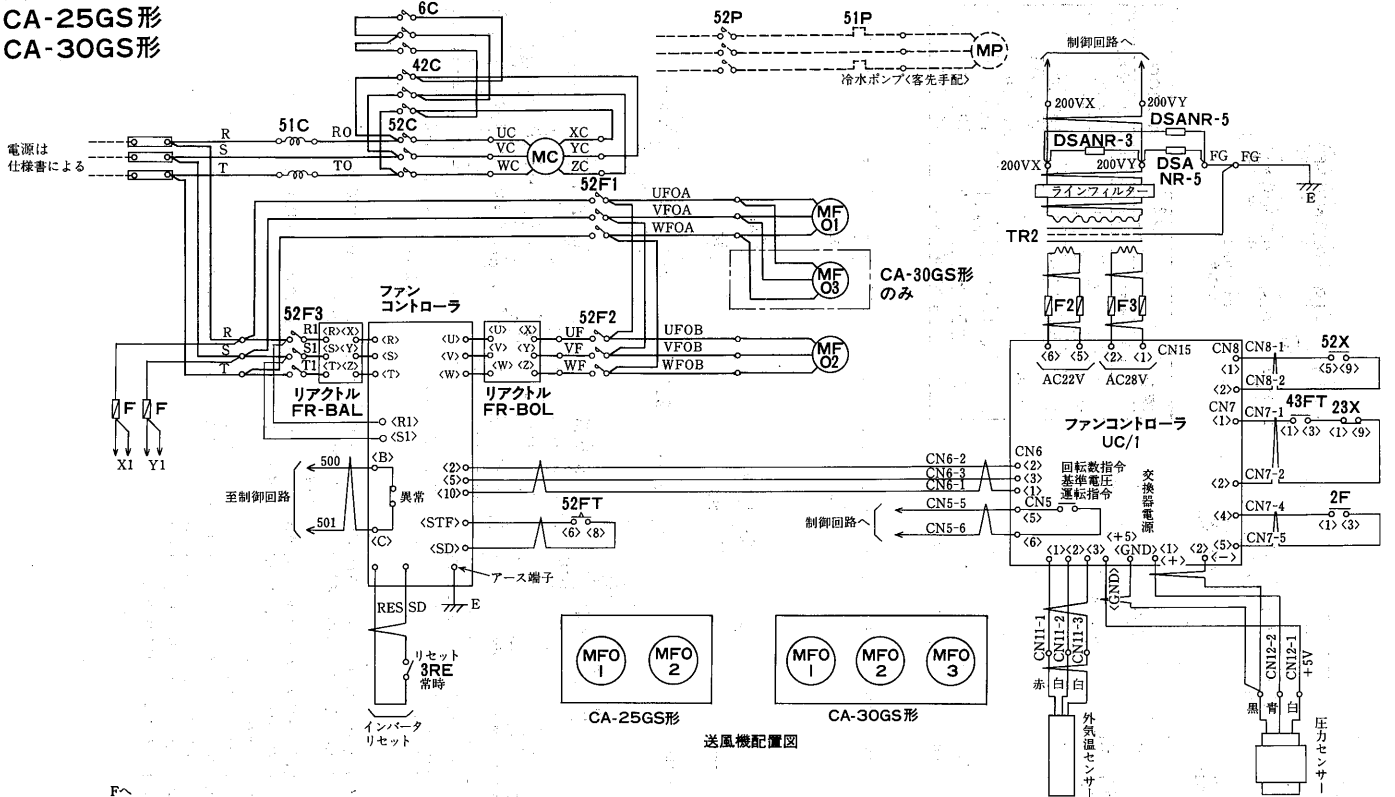 CA-25GS形
CA-30GS形
6C
42C
52P
51P
MP
冷水ポンプ〈客先手配〉
制御回路へ
200VX
200VY
DSANR-5
DSANR-3
200VX
200VY
DSA
NR-5
FG
FG
E
ラインフィルター
TR2
電源は
仕様書による
R
S
T
51C
RO
TO
52C
UC
VC
WC
MC
XC
YC
ZC
52F1
UFOA
VFOA
WFOA
MF
01
MF
03
CA-30GS形
のみ
ファン
コントローラ
52F3
R
S
T
R1
S1
T1
〈R〉〈X〉
〈S〉〈Y〉
〈T〉〈Z〉
リアクトル
FR-BAL
〈R〉
〈S〉
〈T〉
〈U〉
〈V〉
〈W〉
〈U〉 〈X〉
〈V〉 〈Y〉
〈W〉 〈Z〉
リアクトル
FR-BOL
UF
VF
WF
52F2
UFOB
VFOB
WFOB
MF
02
F
F
X1
Y1
〈R1〉
〈S1〉
〈B〉
500
至制御回路
異常
501
〈C〉
〈2〉
〈5〉
〈10〉
〈STF〉
〈SD〉
52FT
〈6〉 〈8〉
アース端子
E
RES
SD
リセット
3RE
常時
インバータ
リセット
CN6-2
CN6-3
CN6-1
CN5-5
CN5-6
制御回路へ
F2
F3
〈6〉
〈5〉
〈2〉
〈1〉
CN15
AC22V
AC28V
ファンコントローラ
UC/1
CN6
〈2〉
〈3〉
〈1〉
回転数指令
基準電圧
運転指令
CN5
〈5〉
〈6〉
交換器電源
CN8
〈1〉
〈2〉
CN8-1
CN8-2
52X
〈5〉〈9〉
CN7
〈1〉
〈2〉
CN7-1
CN7-2
43FT
〈1〉 〈3〉
23X
〈1〉 〈9〉
〈4〉
〈5〉
CN7-4
CN7-5
2F
〈1〉 〈3〉
〈1〉〈2〉〈3〉
〈+5〉
〈GND〉
〈1〉
〈+〉
〈2〉
〈−〉
〈GND〉
CN11-1
CN11-2
CN11-3
赤
白
白
外気温センサー
CN12-2
CN12-1
+5V
黒
青
白
圧力センサー
MFO
1
MFO
2
CA-25GS形
MFO
1
MFO
2
MFO
3
CA-30GS形
送風機配置図
Fへ